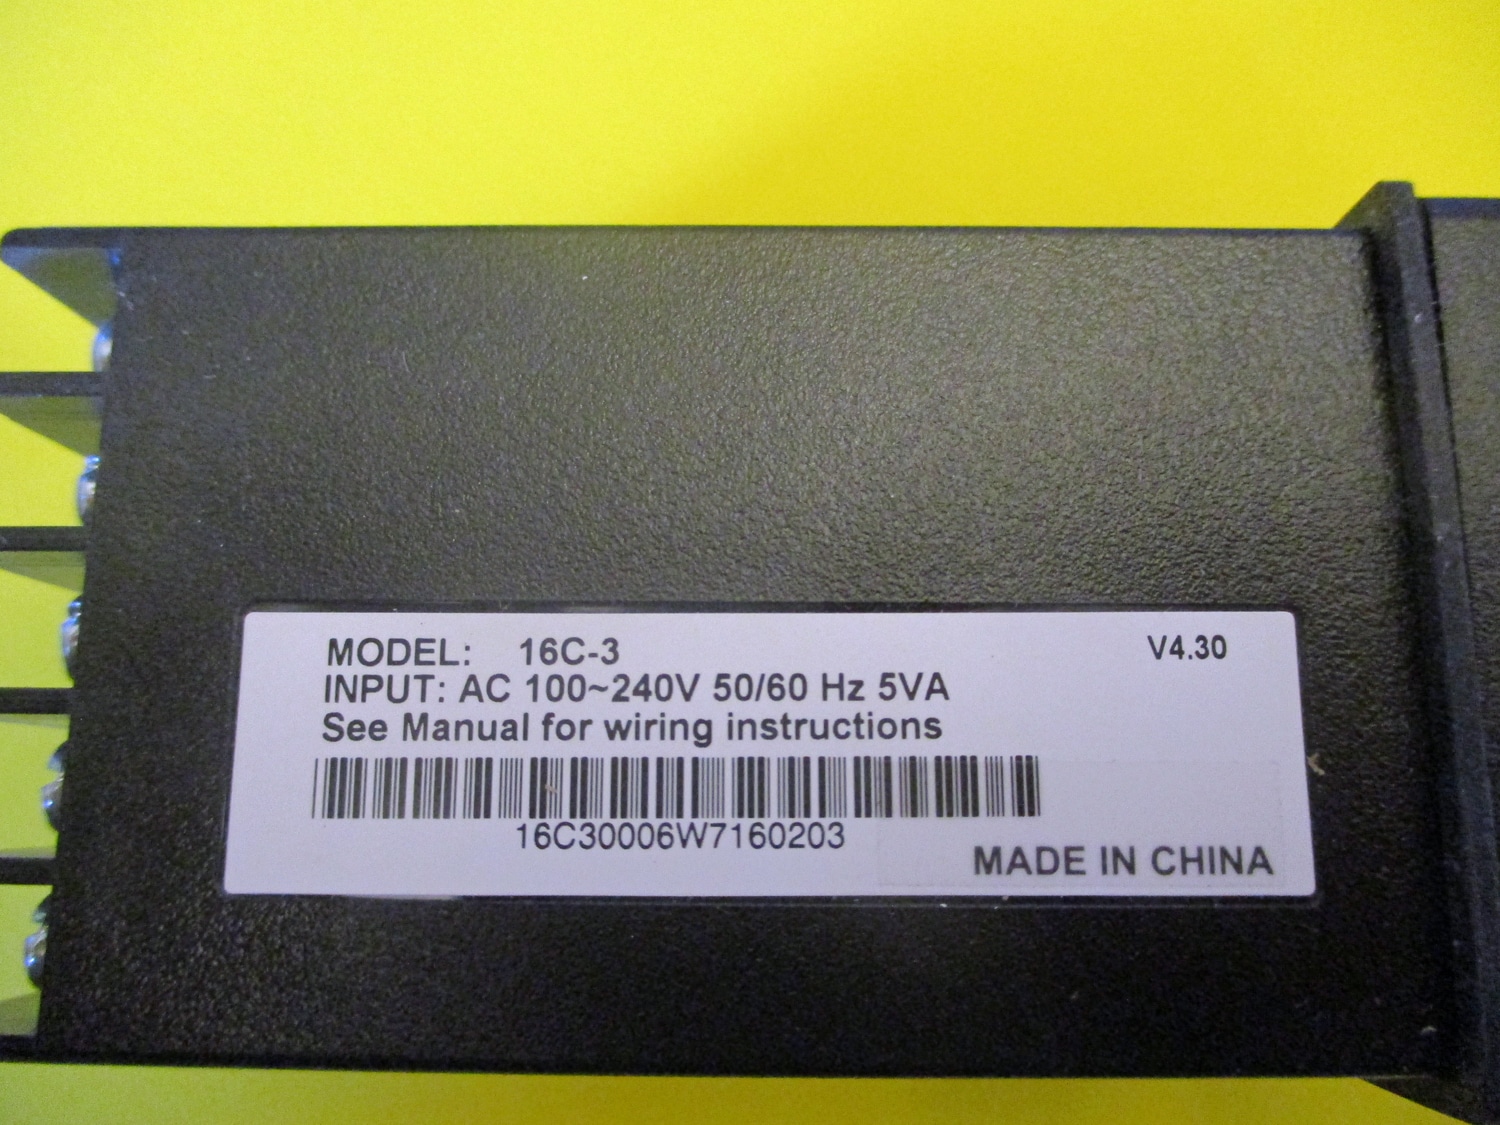 MODEL: 16C-3 V4.30
INPUT: AC 100~240V 50/60 Hz 5VA
See Manual for wiring instructions
16C30006W7160203
MADE IN CHINA